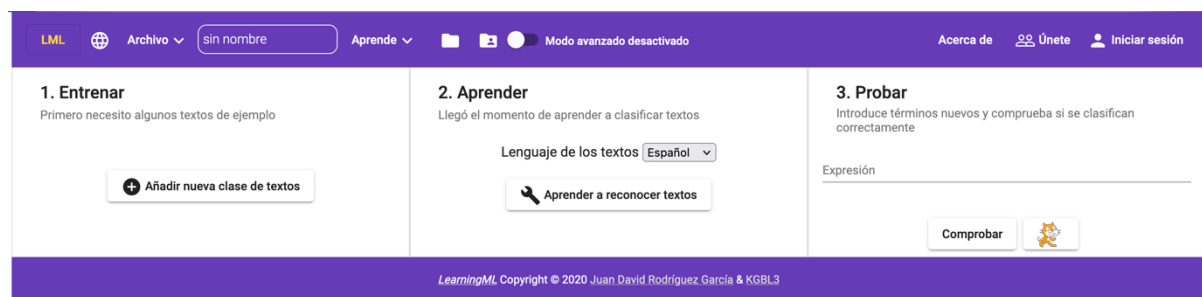 LML Archivo sin nombre Aprende Modo avanzado desactivado Acerca de Únete Iniciar sesión
1. Entrenar
Primero necesito algunos textos de ejemplo
Añadir nueva clase de textos
2. Aprender
Llegó el momento de aprender a clasificar textos
Lenguaje de los textos Español
Aprender a reconocer textos
3. Probar
Introduce términos nuevos y comprueba si se clasifican
correctamente
Expresión
Comprobar
LearningML Copyright © 2020 Juan David Rodríguez García & KGBL3